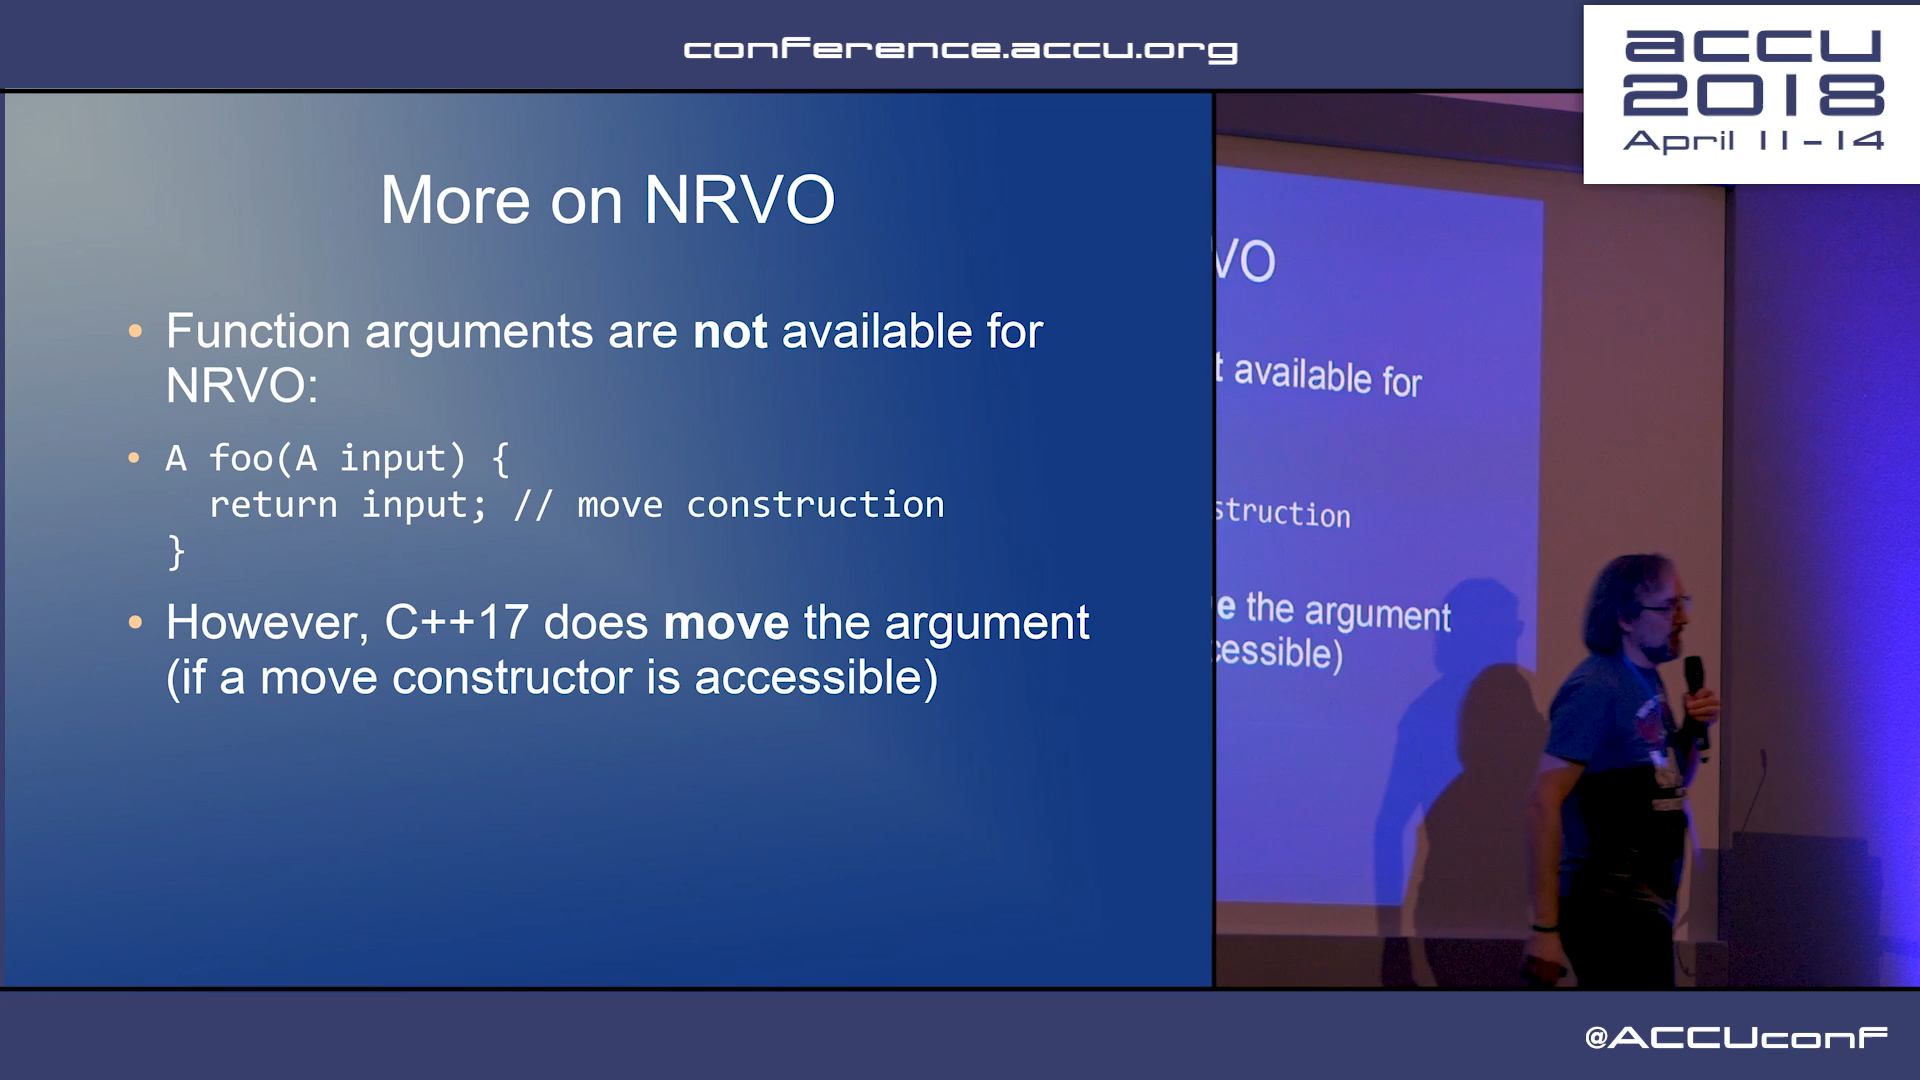 conference.accu.org
accu
2018
April 11-14
More on NRVO
• Function arguments are not available for
NRVO:
• A foo(A input) {
return input; // move construction
}
• However, C++17 does move the argument
(if a move constructor is accessible)
VO
t available for
struction
e the argument
cessible)
@ACCUconf